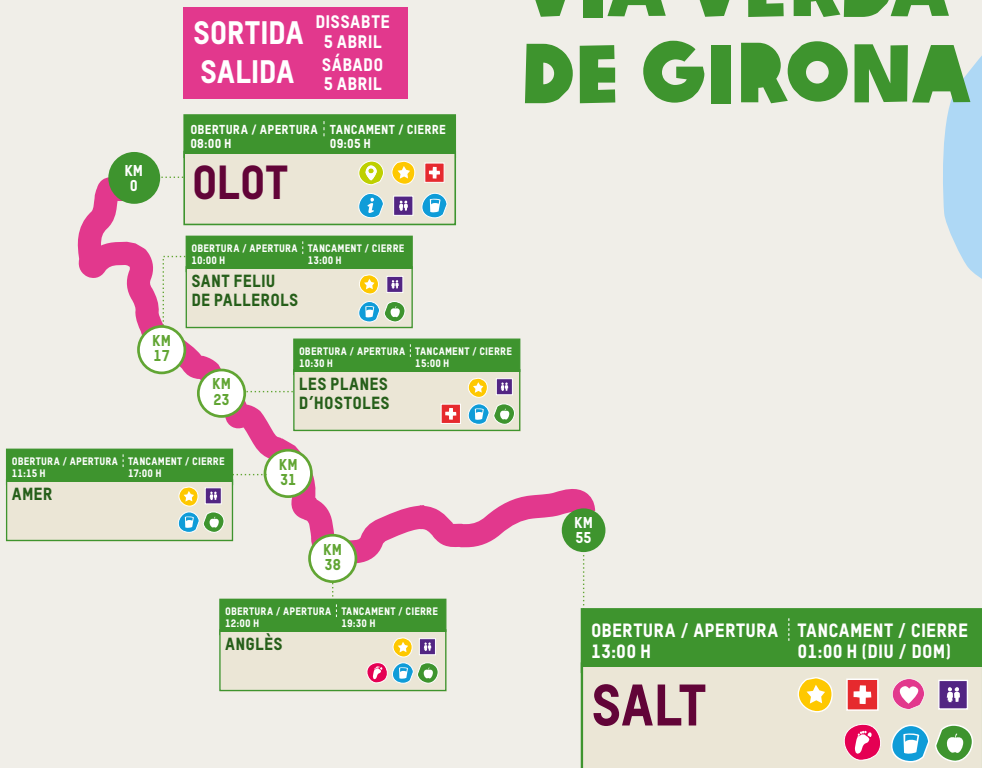 VIA VERDA
DE GIRONA
SORTIDA
SALIDA
DISSABTE
5 ABRIL
SÁBADO
5 ABRIL
OBERTURA / APERTURA
08:00 H
TANCAMENT / CIERRE
09:05 H
OLOT
KM
0
OBERTURA / APERTURA
10:00 H
TANCAMENT / CIERRE
13:00 H
SANT FELIU
DE PALLEROLS
KM
17
OBERTURA / APERTURA
10:30 H
TANCAMENT / CIERRE
15:00 H
LES PLANES
D'HOSTOLES
KM
23
OBERTURA / APERTURA
11:15 H
TANCAMENT / CIERRE
17:00 H
AMER
KM
31
KM
38
OBERTURA / APERTURA
12:00 H
TANCAMENT / CIERRE
19:30 H
ANGLÈS
KM
55
OBERTURA / APERTURA
13:00 H
TANCAMENT / CIERRE
01:00 H (DIU / DOM)
SALT